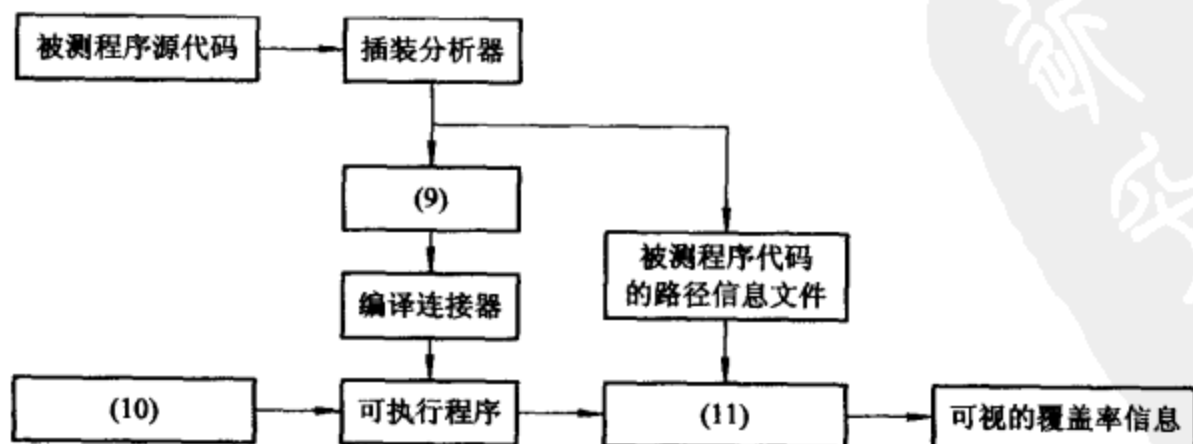 被测程序源代码
插装分析器
(9)
被测程序代码
的路径信息文件
编译连接器
(10)
可执行程序
(11)
可视的覆盖率信息